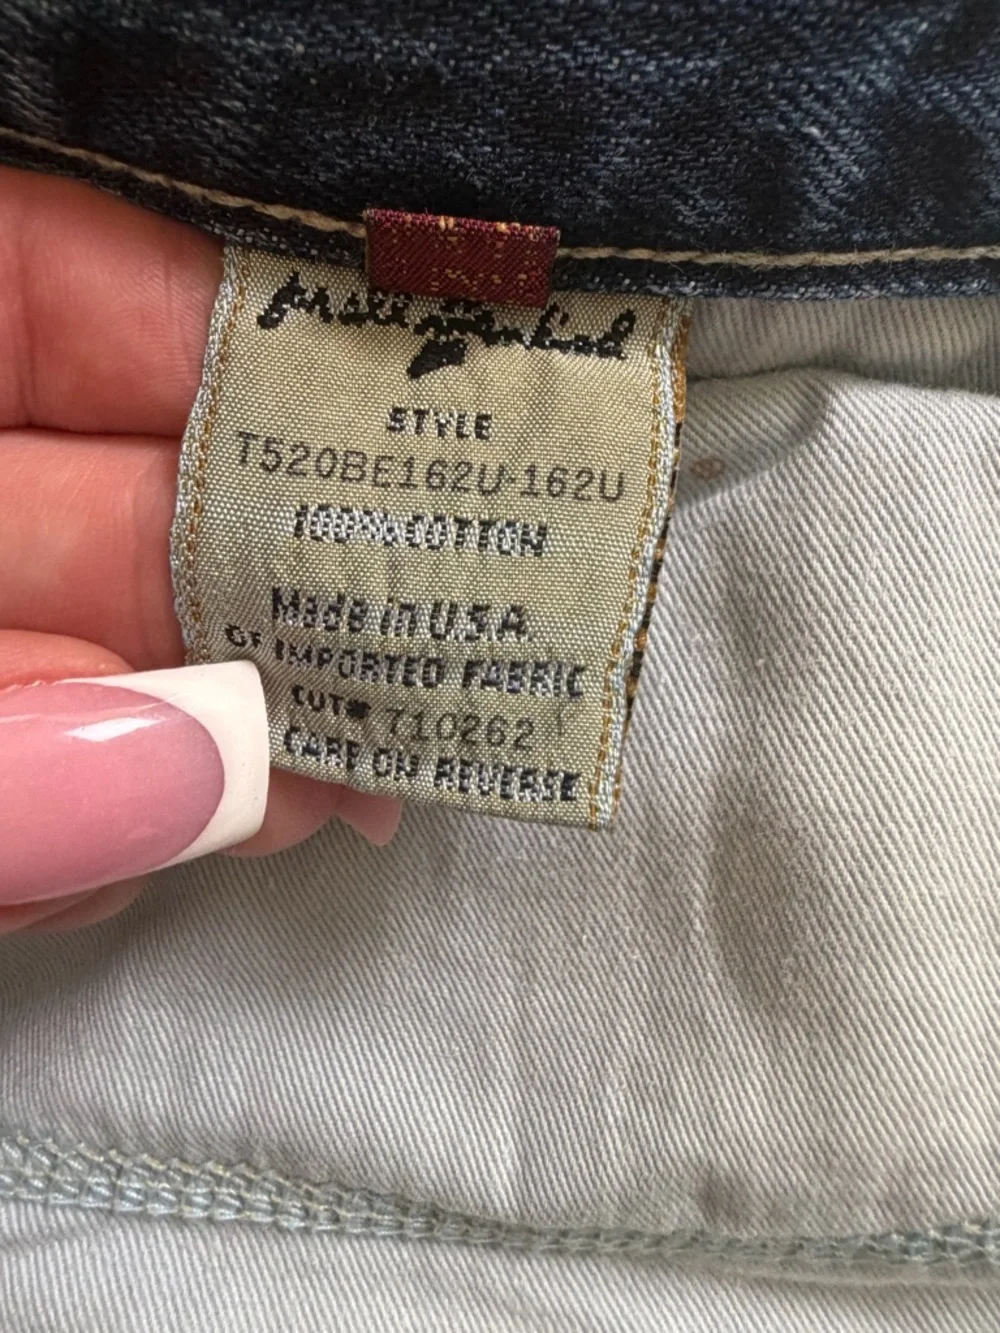 for all mankind
STYLE
T520BE162U-162U
100% COTTON
Made in U.S.A.
OF IMPORTED FABRIC
CUT# 710262
CARE ON REVERSE